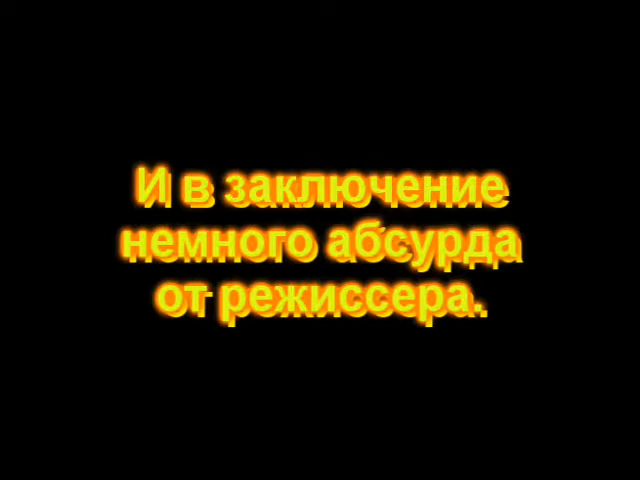 И в заключение
немного абсурда
от режиссера.